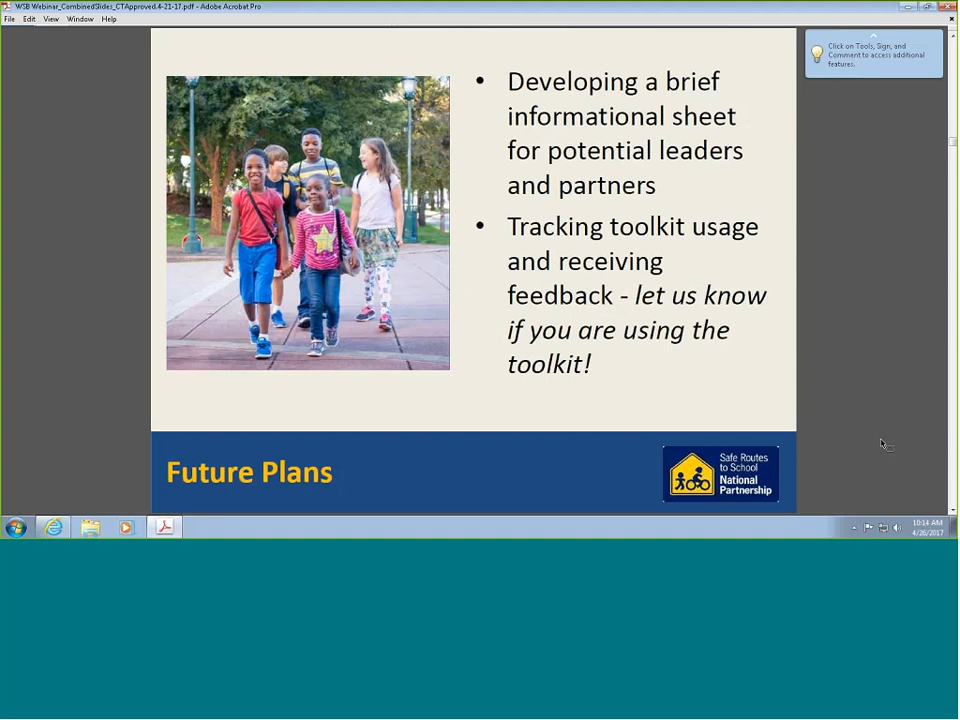 WSB Webinar_CombinedSlides_CTApproved.4-21-17.pdf - Adobe Acrobat Pro
File Edit View Window Help
Click on Tools, Sign, and
Comment to access additional
features.
• Developing a brief
informational sheet
for potential leaders
and partners
• Tracking toolkit usage
and receiving
feedback - let us know
if you are using the
toolkit!
Future Plans
Safe Routes
to School
National
Partnership
10:14 AM
4/26/2017